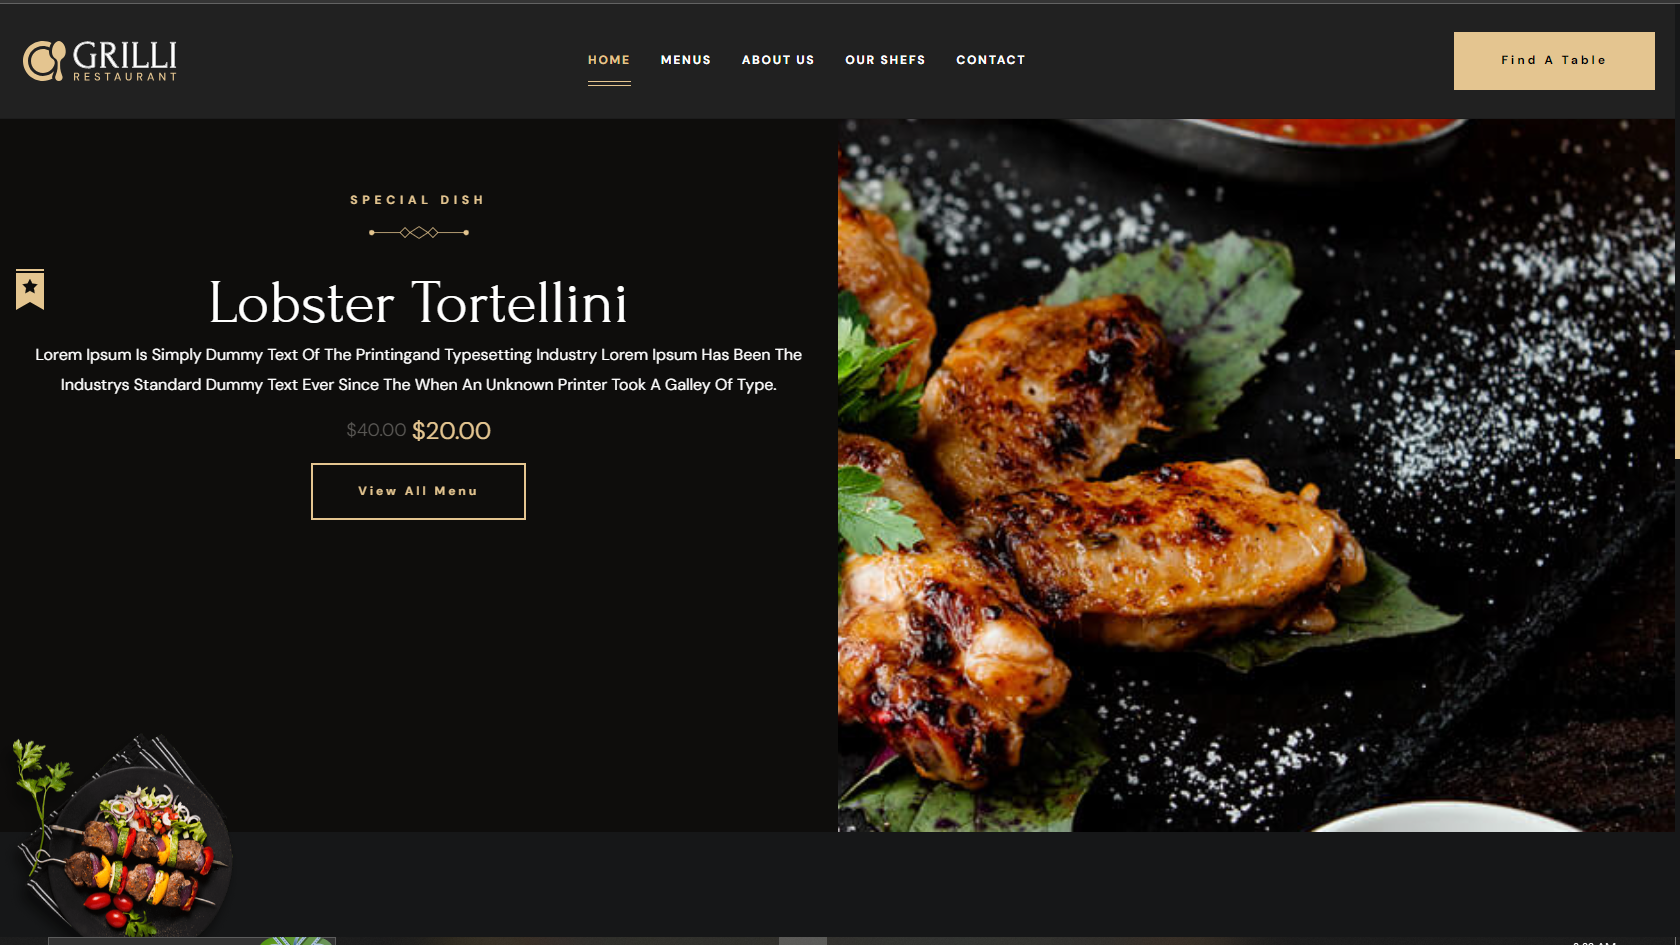 GRILLI
RESTAURANT
HOME MENUS ABOUT US OUR SHEFS CONTACT
Find A Table
SPECIAL DISH
Lobster Tortellini
Lorem Ipsum Is Simply Dummy Text Of The Printingand Typesetting Industry Lorem Ipsum Has Been The
Industrys Standard Dummy Text Ever Since The When An Unknown Printer Took A Galley Of Type.
$40.00 $20.00
View All Menu